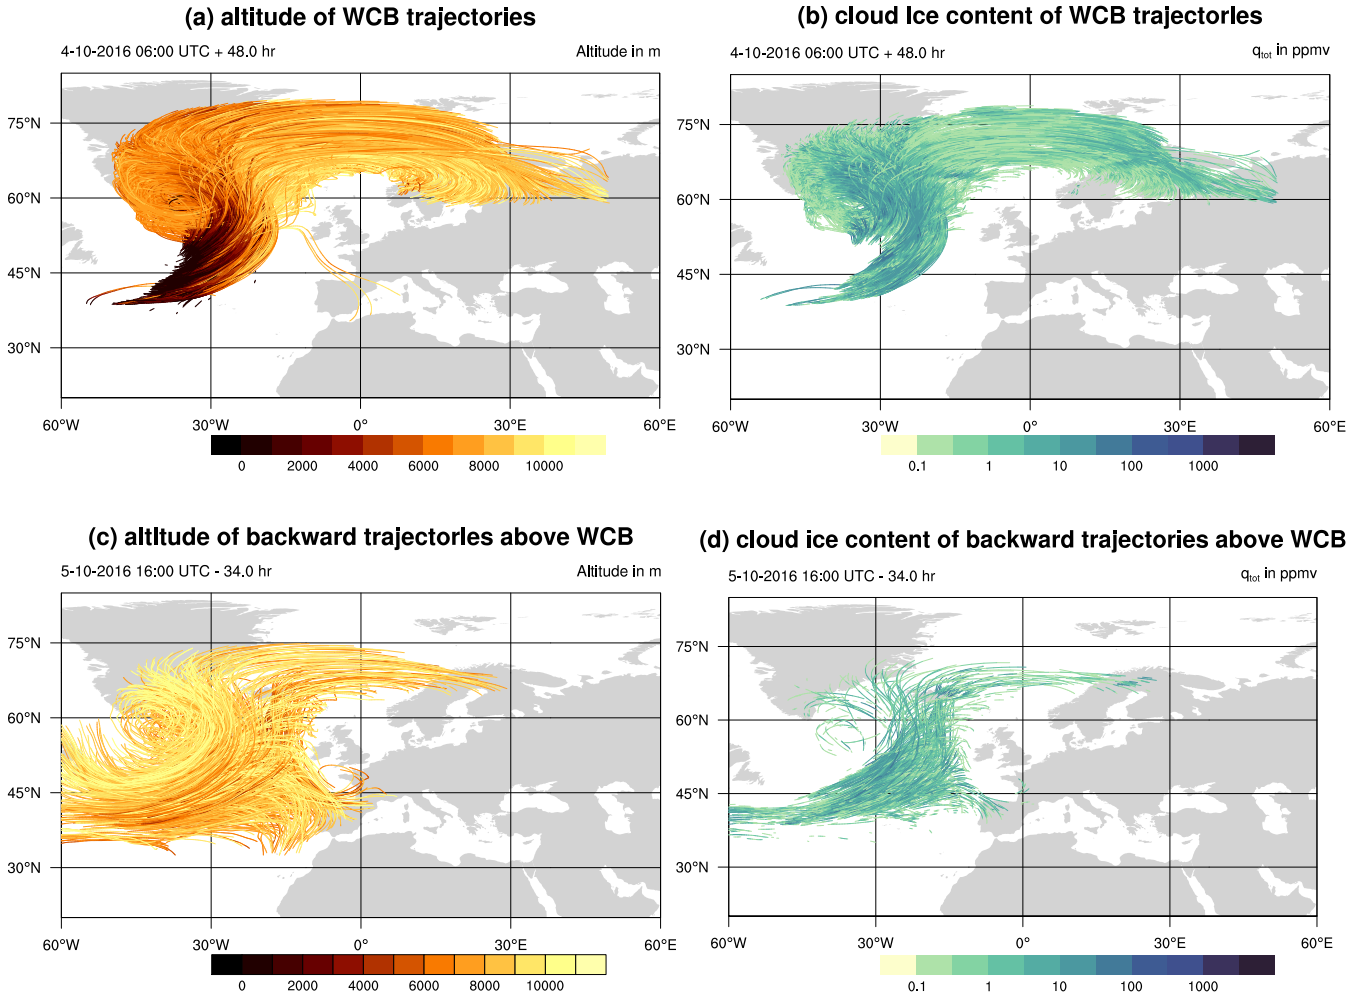 (a) altitude of WCB trajectories
4-10-2016 06:00 UTC + 48.0 hr Altitude in m
75°N
60°N
45°N
30°N
60°W 30°W 0° 30°E 60°E
0 2000 4000 6000 8000 10000
(b) cloud Ice content of WCB trajectories
4-10-2016 06:00 UTC + 48.0 hr qtot in ppmv
75°N
60°N
45°N
30°N
60°W 30°W 0° 30°E 60°E
0.1 1 10 100 1000
(c) altitude of backward trajectories above WCB
5-10-2016 16:00 UTC - 34.0 hr Altitude in m
75°N
60°N
45°N
30°N
60°W 30°W 0° 30°E 60°E
0 2000 4000 6000 8000 10000
(d) cloud ice content of backward trajectories above WCB
5-10-2016 16:00 UTC - 34.0 hr qtot in ppmv
75°N
60°N
45°N
30°N
60°W 30°W 0° 30°E 60°E
0.1 1 10 100 1000